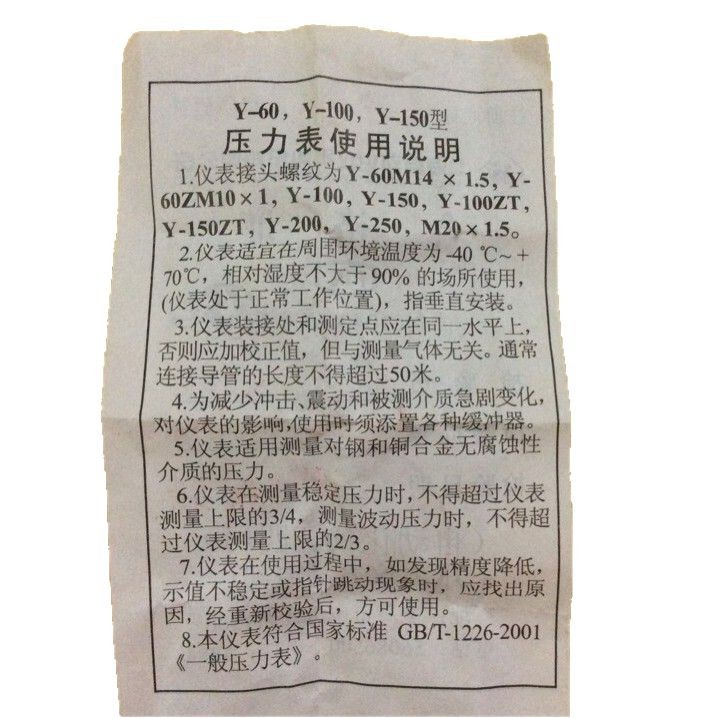 Y-60，Y-100，Y-150型
压力表使用说明
1.仪表接头螺纹为Y-60M14×1.5, Y-
60ZM10×1, Y-100, Y-150, Y-100ZT,
Y-150ZT, Y-200, Y-250, M20×1.5。
2.仪表适宜在周围环境温度为-40 ℃~ +
70℃，相对湿度不大于90% 的场所使用，
(仪表处于正常工作位置)，指垂直安装。
3.仪表装接处和测定点应在同一水平上，
否则应加校正值，但与测量气体无关。通常
连接导管的长度不得超过50米。
4.为减少冲击、震动和被测介质急剧变化，
对仪表的影响,使用时须添置各种缓冲器。
5.仪表适用测量对钢和铜合金无腐蚀性
介质的压力。
6.仪表在测量稳定压力时,不得超过仪表
测量上限的3/4，测量波动压力时，不得超
过仪表测量上限的2/3。
7.仪表在使用过程中，如发现精度降低，
示值不稳定或指针跳动现象时，应找出原
因，经重新校验后，方可使用。
8.本仪表符合国家标准 GB/T-1226-2001
《一般压力表》。